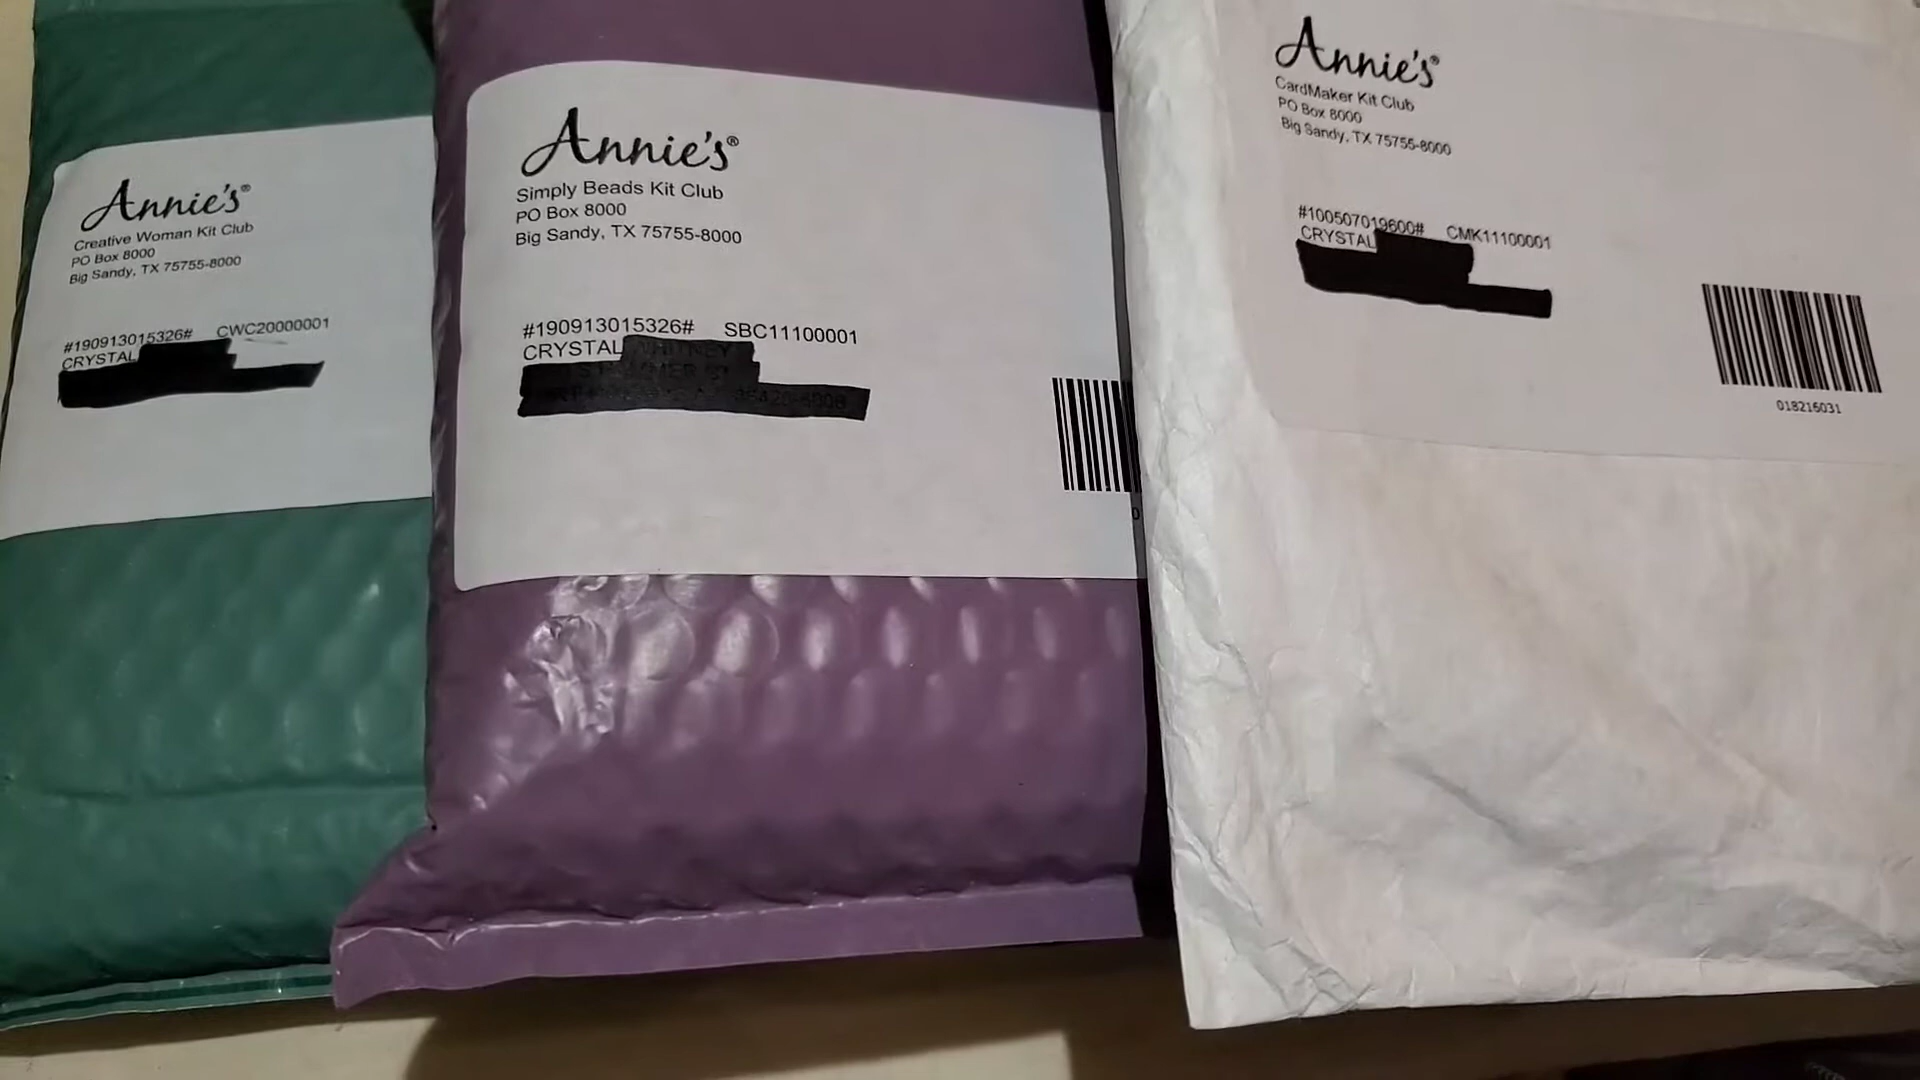 Annie's®
Creative Woman Kit Club
PO Box 8000
Big Sandy, TX 75755-8000
#190913015326# CWC20000001
CRYSTAL
Annie's®
Simply Beads Kit Club
PO Box 8000
Big Sandy, TX 75755-8000
#190913015326# SBC11100001
CRYSTAL
0
Annie's®
CardMaker Kit Club
PO Box 8000
Big Sandy, TX 75755-8000
#100507019600# CMK11100001
CRYSTAL
018216031